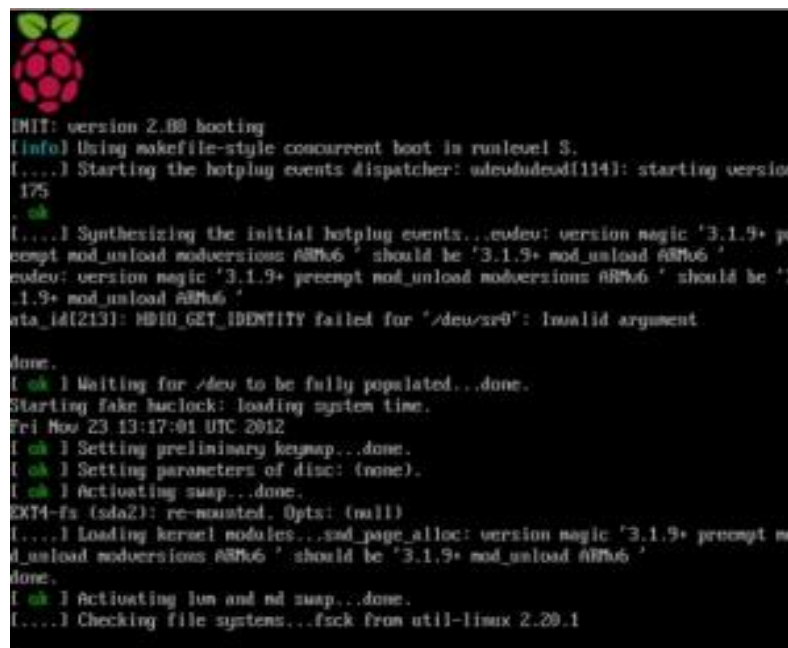 INIT: version 2.88 booting
[info] Using makefile-style concurrent boot in runlevel S.
[....] Starting the hotplug events dispatcher: udevdudevd[114]: starting version
175
. ok
[....] Synthesizing the initial hotplug events...evdev: version magic '3.1.9+ pr
eempt mod_unload modversions ARMv6 ' should be '3.1.9+ mod_unload ARMv6 '
evdev: version magic '3.1.9+ preempt mod_unload modversions ARMv6 ' should be '3
.1.9+ mod_unload ARMv6 '
ata_id[213]: HDIO_GET_IDENTITY failed for '/dev/sr0': Invalid argument
done.
[ ok ] Waiting for /dev to be fully populated...done.
Starting fake hwclock: loading system time.
Fri Nov 23 13:17:01 UTC 2012
[ ok ] Setting preliminary keymap...done.
[ ok ] Setting parameters of disc: (none).
[ ok ] Activating swap...done.
EXT4-fs (sda2): re-mounted. Opts: (null)
[....] Loading kernel modules...snd_page_alloc: version magic '3.1.9+ preempt mo
d_unload modversions ARMv6 ' should be '3.1.9+ mod_unload ARMv6 '
done.
[ ok ] Activating lvm and md swap...done.
[....] Checking file systems...fsck from util-linux 2.20.1